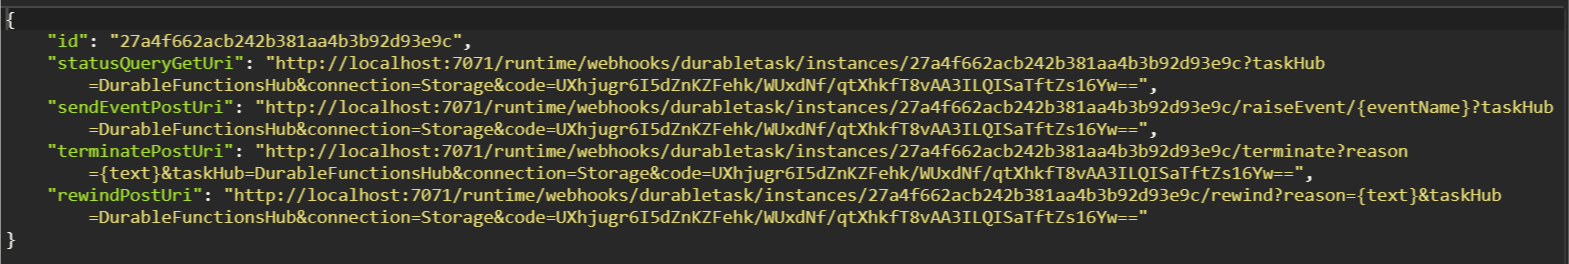 {
"id": "27a4f662acb242b381aa4b3b92d93e9c",
"statusQueryGetUri": "http://localhost:7071/runtime/webhooks/durabletask/instances/27a4f662acb242b381aa4b3b92d93e9c?taskHub
=DurableFunctionsHub&connection=Storage&code=UXhjugr6I5dZnKZFehk/WUxdNf/qtXhkfT8vAA3ILQISaTftZs16Yw==",
"sendEventPostUri": "http://localhost:7071/runtime/webhooks/durabletask/instances/27a4f662acb242b381aa4b3b92d93e9c/raiseEvent/{eventName}?taskHub
=DurableFunctionsHub&connection=Storage&code=UXhjugr6I5dZnKZFehk/WUxdNf/qtXhkfT8vAA3ILQISaTftZs16Yw==",
"terminatePostUri": "http://localhost:7071/runtime/webhooks/durabletask/instances/27a4f662acb242b381aa4b3b92d93e9c/terminate?reason
={text}&taskHub=DurableFunctionsHub&connection=Storage&code=UXhjugr6I5dZnKZFehk/WUxdNf/qtXhkfT8vAA3ILQISaTftZs16Yw==",
"rewindPostUri": "http://localhost:7071/runtime/webhooks/durabletask/instances/27a4f662acb242b381aa4b3b92d93e9c/rewind?reason={text}&taskHub
=DurableFunctionsHub&connection=Storage&code=UXhjugr6I5dZnKZFehk/WUxdNf/qtXhkfT8vAA3ILQISaTftZs16Yw=="
}